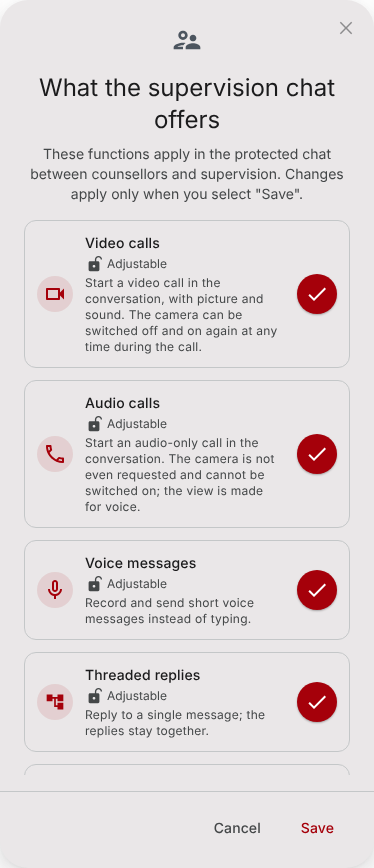 What the supervision chat
offers
These functions apply in the protected chat
between counsellors and supervision. Changes
apply only when you select "Save".
Video calls
Adjustable
Start a video call in the
conversation, with picture and
sound. The camera can be
switched off and on again at any
time during the call.
Audio calls
Adjustable
Start an audio-only call in the
conversation. The camera is not
even requested and cannot be
switched on; the view is made
for voice.
Voice messages
Adjustable
Record and send short voice
messages instead of typing.
Threaded replies
Adjustable
Reply to a single message; the
replies stay together.
Cancel
Save